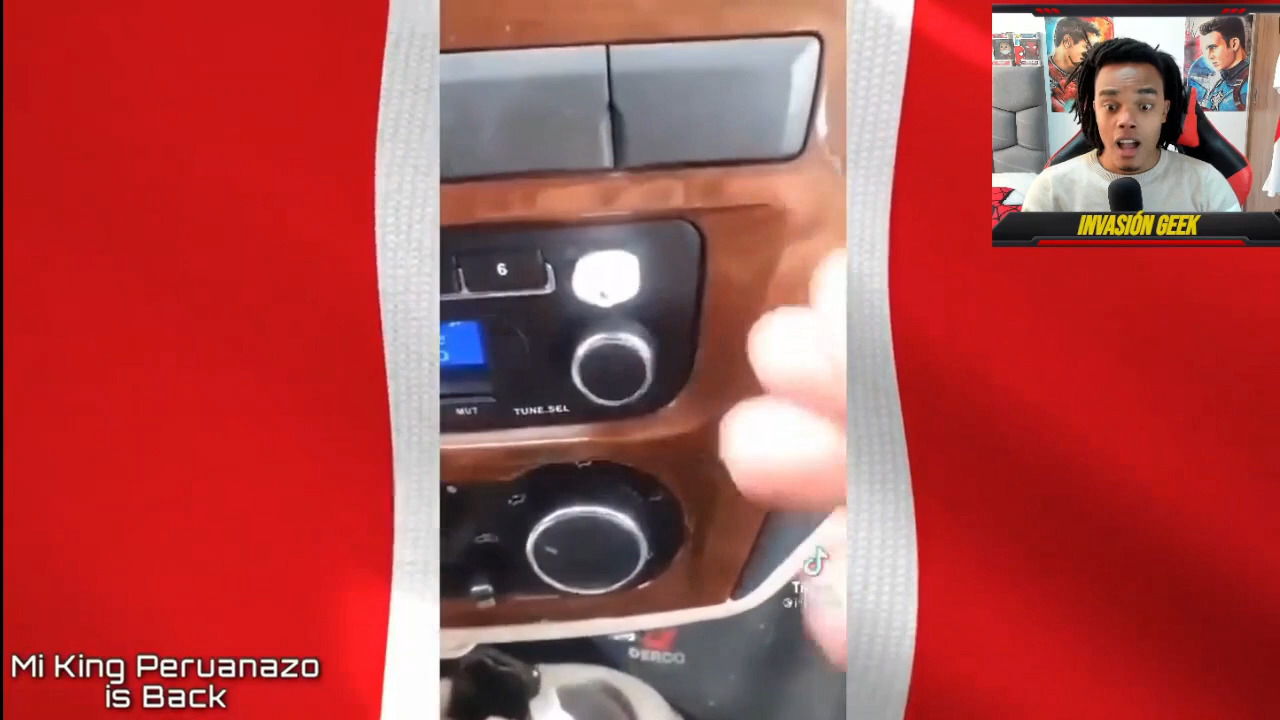 INVASIÓN GEEK
6
MUT
TUNE.SEL
DERCO
Mi King Peruanazo
is Back